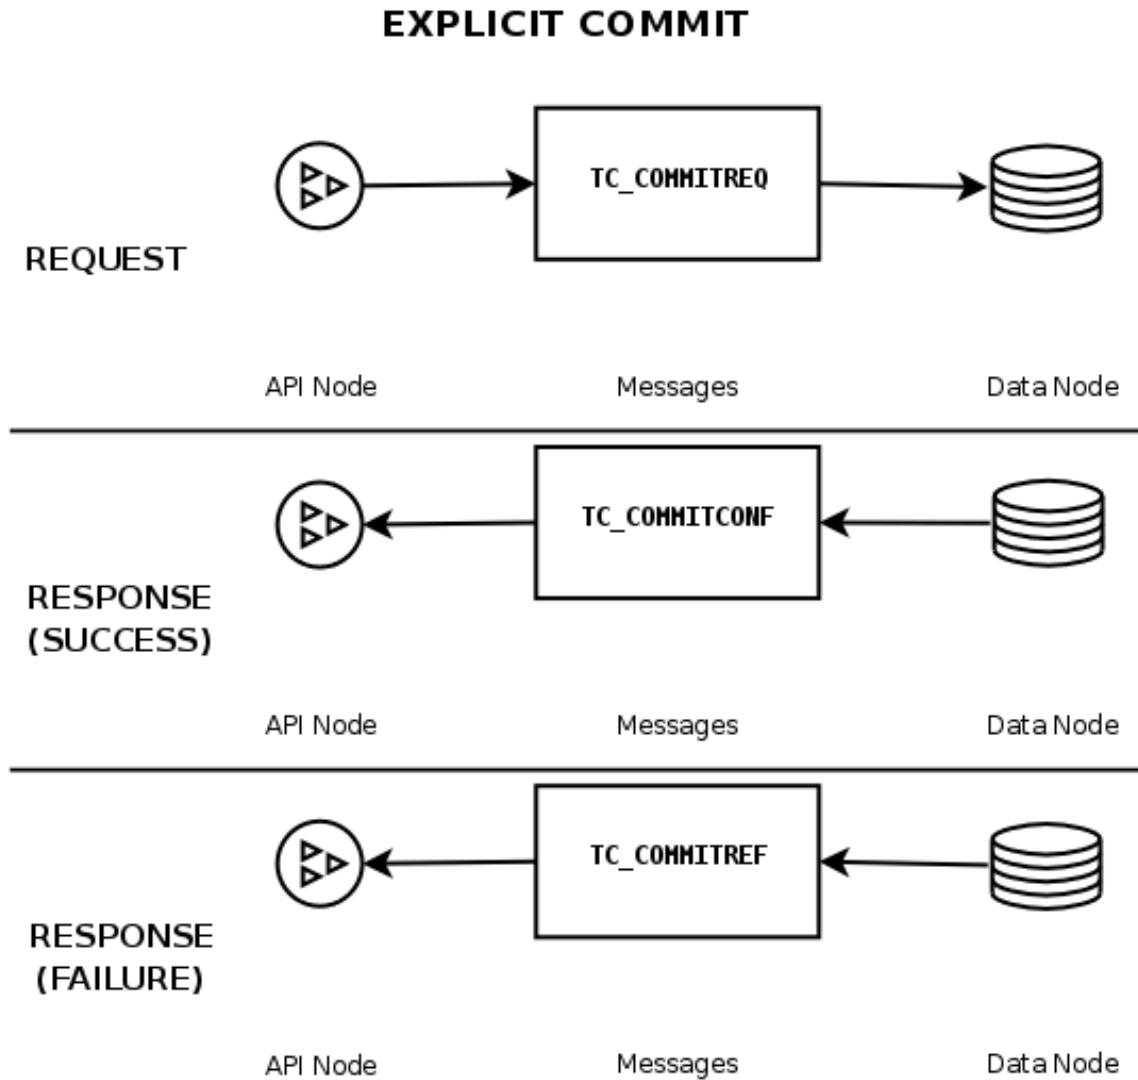 EXPLICIT COMMIT
TC_COMMITREQ
REQUEST
API Node Messages Data Node
TC_COMMITCONF
RESPONSE
(SUCCESS)
API Node Messages Data Node
TC_COMMITREF
RESPONSE
(FAILURE)
API Node Messages Data Node